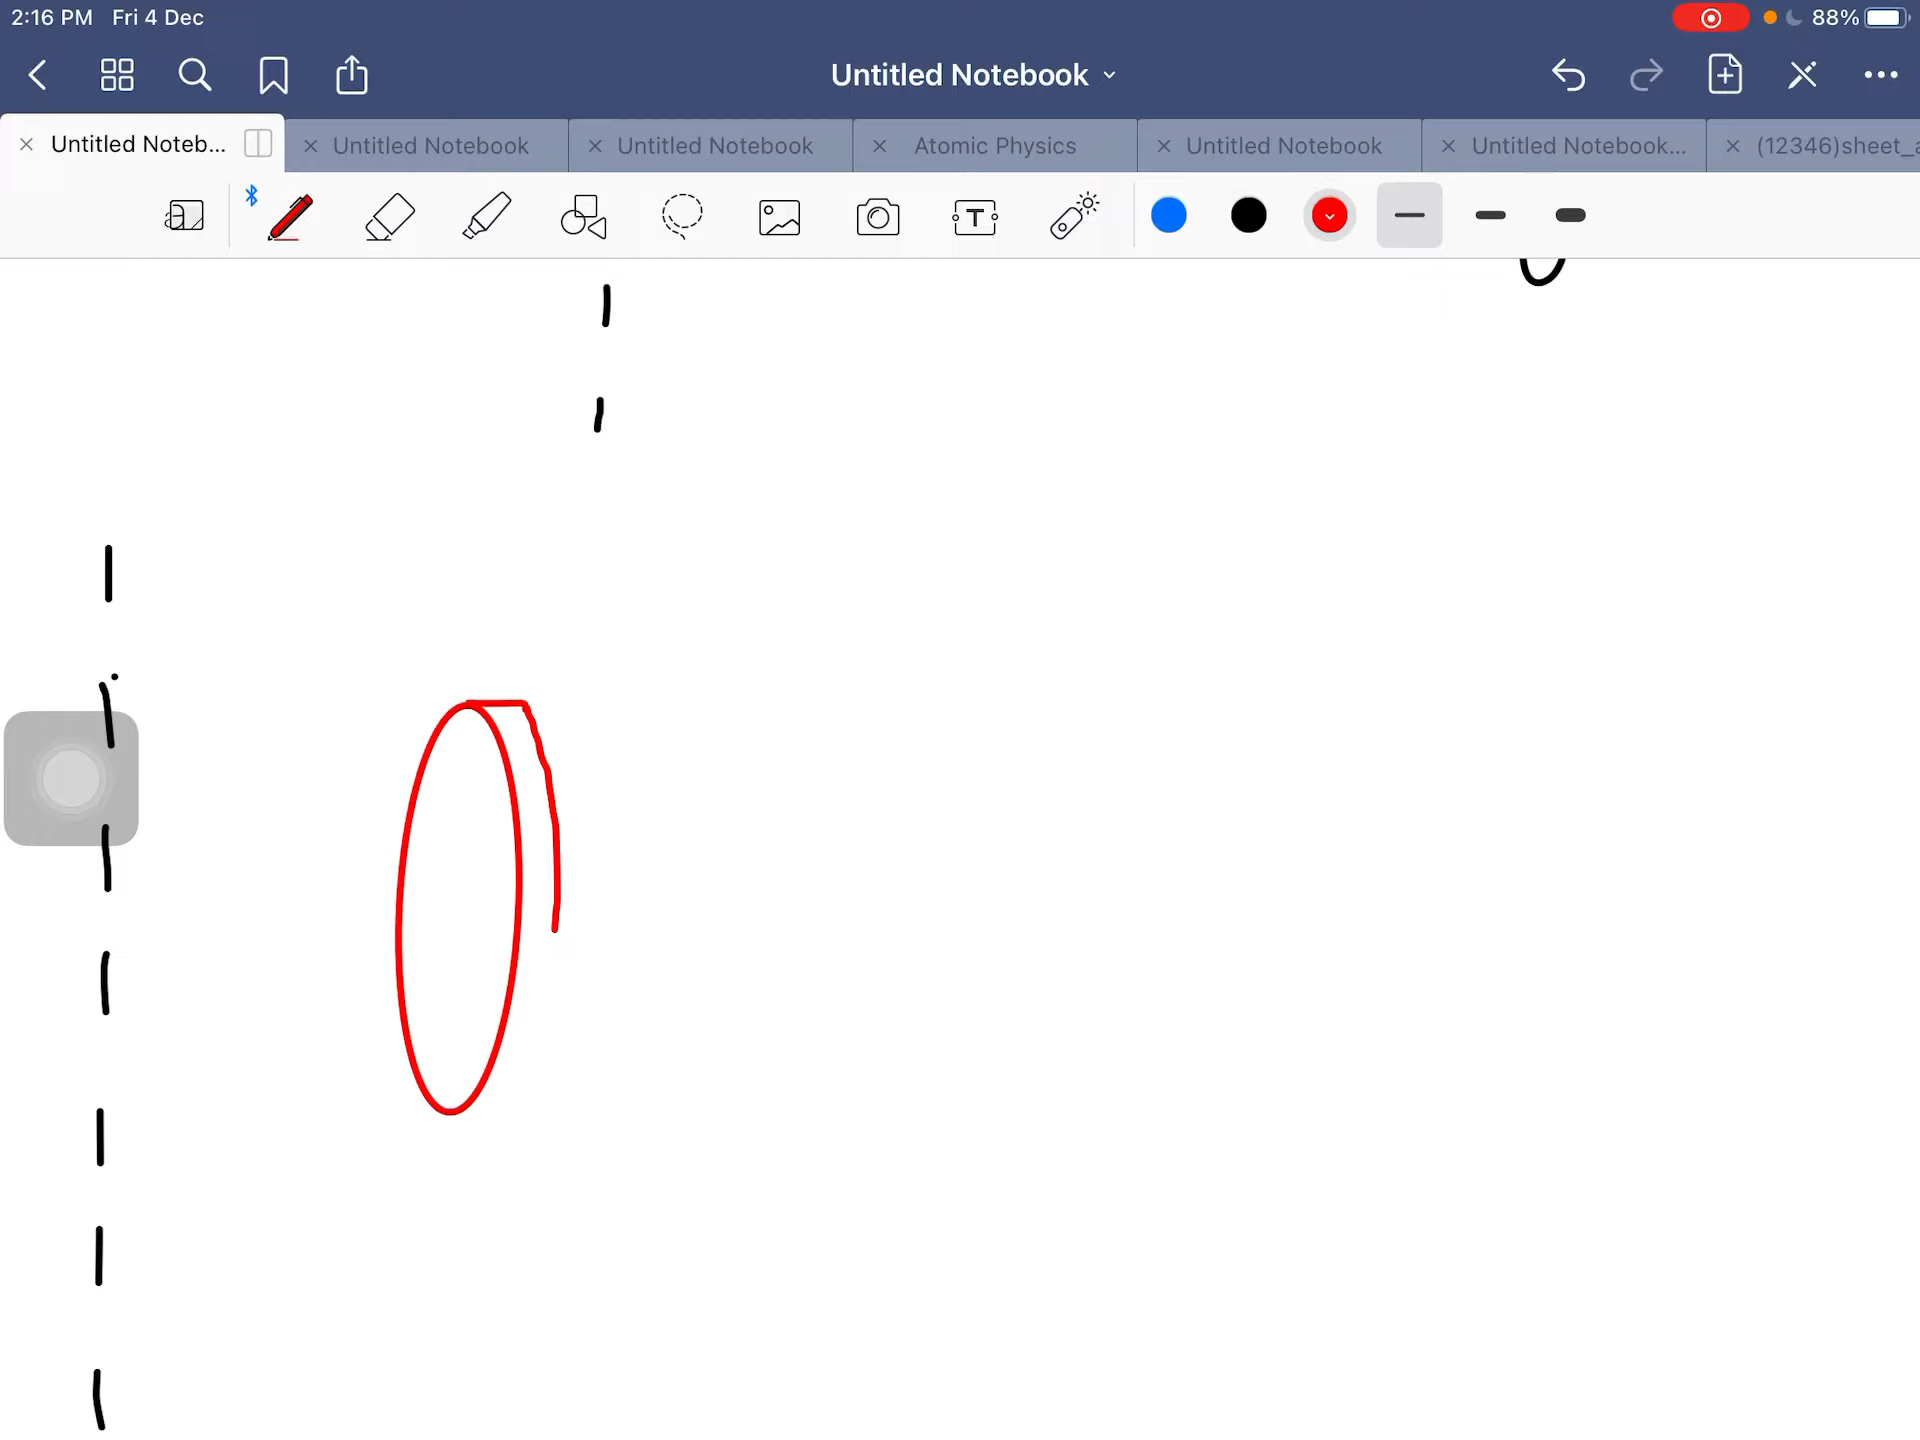 2:16 PM Fri 4 Dec 88%
Untitled Notebook
Untitled Noteb... Untitled Notebook Untitled Notebook Atomic Physics Untitled Notebook Untitled Notebook... (12346)sheet_a
a T